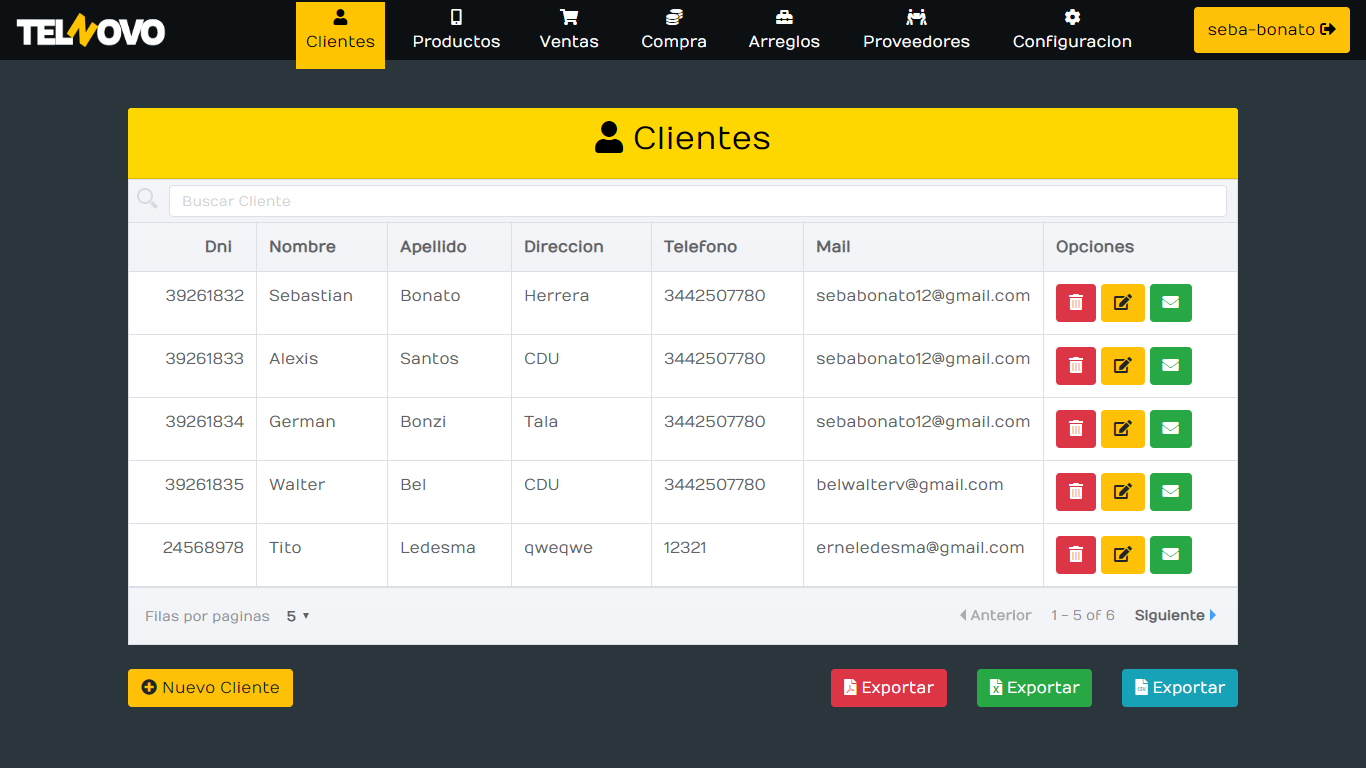 TELNOVO
Clientes Productos Ventas Compra Arreglos Proveedores Configuracion seba-bonato
Clientes
Buscar Cliente
Dni Nombre Apellido Direccion Telefono Mail Opciones
39261832 Sebastian Bonato Herrera 3442507780 sebabonato12@gmail.com
39261833 Alexis Santos CDU 3442507780 sebabonato12@gmail.com
39261834 German Bonzi Tala 3442507780 sebabonato12@gmail.com
39261835 Walter Bel CDU 3442507780 belwalterv@gmail.com
24568978 Tito Ledesma qweqwe 12321 erneledesma@gmail.com
Filas por paginas 5 Anterior 1 - 5 of 6 Siguiente
Nuevo Cliente Exportar Exportar Exportar